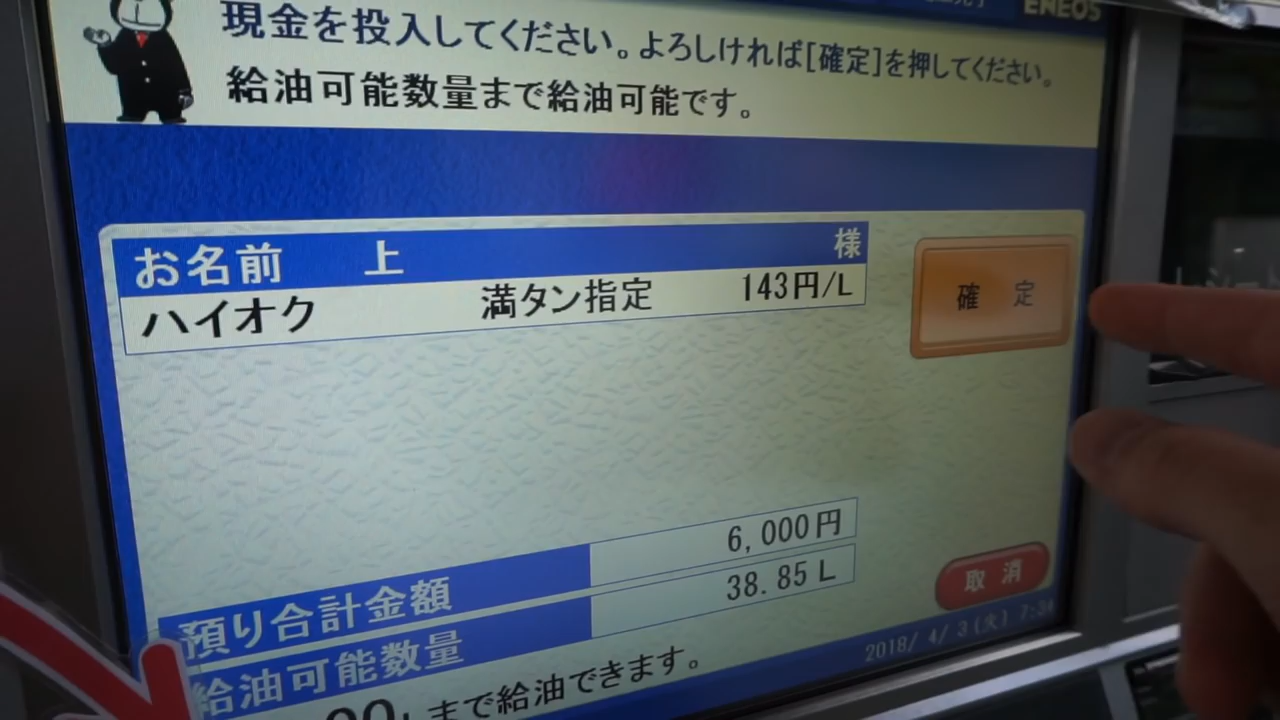 ENEOS
現金を投入してください。よろしければ[確定]を押してください。
給油可能数量まで給油可能です。
お名前 上 様
ハイオク 満タン指定 143円/L
確 定
預り合計金額 6,000円
給油可能数量 38.85 L
取 消
2018/ 4/ 3(火)
まで給油できます。